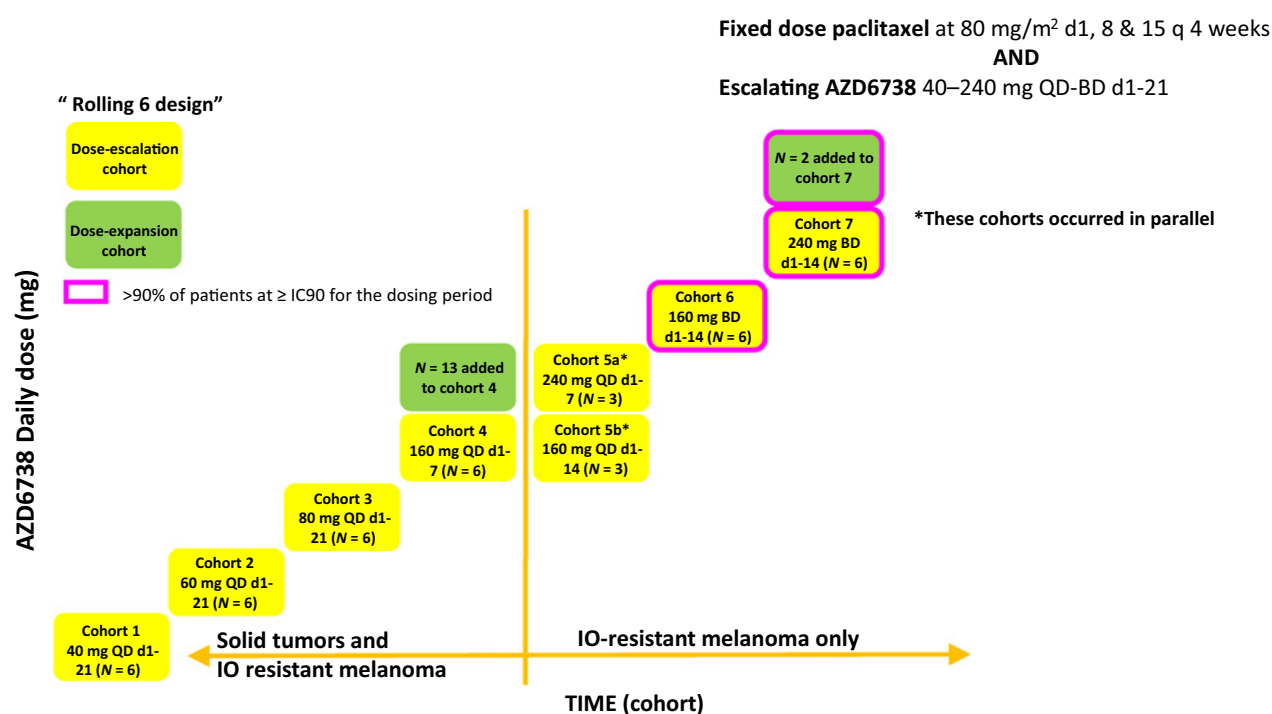 Fixed dose paclitaxel at 80 mg/m² d1, 8 & 15 q 4 weeks
AND
Escalating AZD6738 40–240 mg QD-BD d1-21
“ Rolling 6 design”
Dose-escalation
cohort
Dose-expansion
cohort
>90% of patients at ≥ IC90 for the dosing period
N = 2 added to
cohort 7
*These cohorts occurred in parallel
Cohort 7
240 mg BD
d1-14 (N = 6)
Cohort 6
160 mg BD
d1-14 (N = 6)
N = 13 added
to cohort 4
Cohort 5a*
240 mg QD d1-
7 (N = 3)
Cohort 4
160 mg QD d1-
7 (N = 6)
Cohort 5b*
160 mg QD d1-
14 (N = 3)
Cohort 3
80 mg QD d1-
21 (N = 6)
Cohort 2
60 mg QD d1-
21 (N = 6)
Cohort 1
40 mg QD d1-
21 (N = 6)
Solid tumors and
IO resistant melanoma
IO-resistant melanoma only
AZD6738 Daily dose (mg)
TIME (cohort)